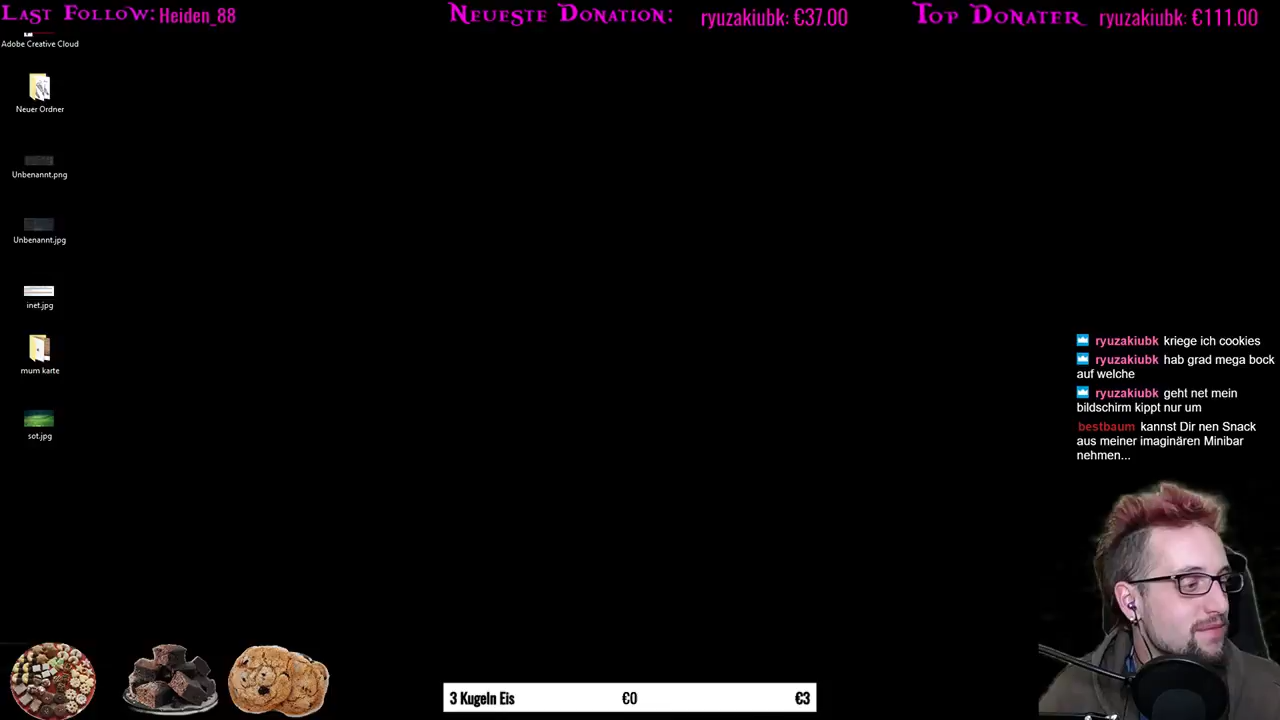 Last Follow: Heiden_88
Neueste Donation: ryuzakiubk: €37.00
Top Donater ryuzakiubk: €111.00
Adobe Creative Cloud
Neuer Ordner
Unbenannt.png
Unbenannt.jpg
inet.jpg
mum karte
sot.jpg
ryuzakiubk kriege ich cookies
ryuzakiubk hab grad mega bock
auf welche
ryuzakiubk geht net mein
bildschirm kippt nur um
bestbaum kannst Dir nen Snack
aus meiner imaginären Minibar
nehmen...
3 Kugeln Eis €0 €3